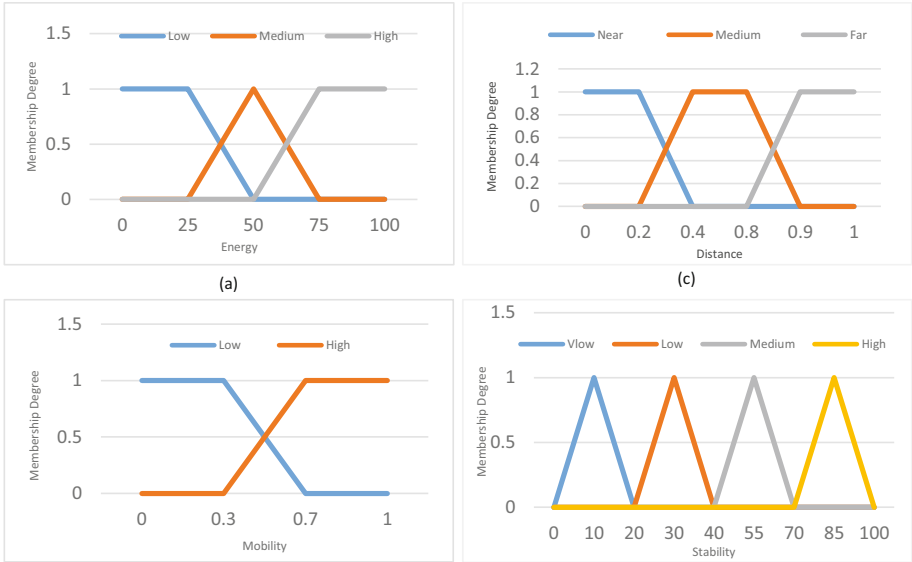 1.5
Low Medium High
1
0.5
0
Membership Degree
0 25 50 75 100
Energy
(a)
Near Medium Far
1.2
1
0.8
0.6
0.4
0.2
0
Membership Degree
0 0.2 0.4 0.8 0.9 1
Distance
(c)
1.5
Low High
1
0.5
0
Membership Degree
0 0.3 0.7 1
Mobility
1.5
Vlow Low Medium High
1
0.5
0
Membership Degree
0 10 20 30 40 55 70 85 100
Stability